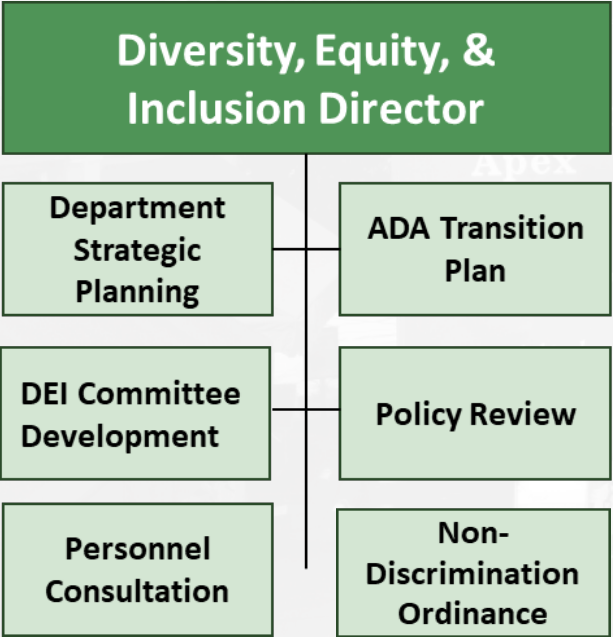 Diversity, Equity, &
Inclusion Director
Apex
Department
Strategic
Planning
ADA Transition
Plan
DEI Committee
Development
Policy Review
Personnel
Consultation
Non-
Discrimination
Ordinance